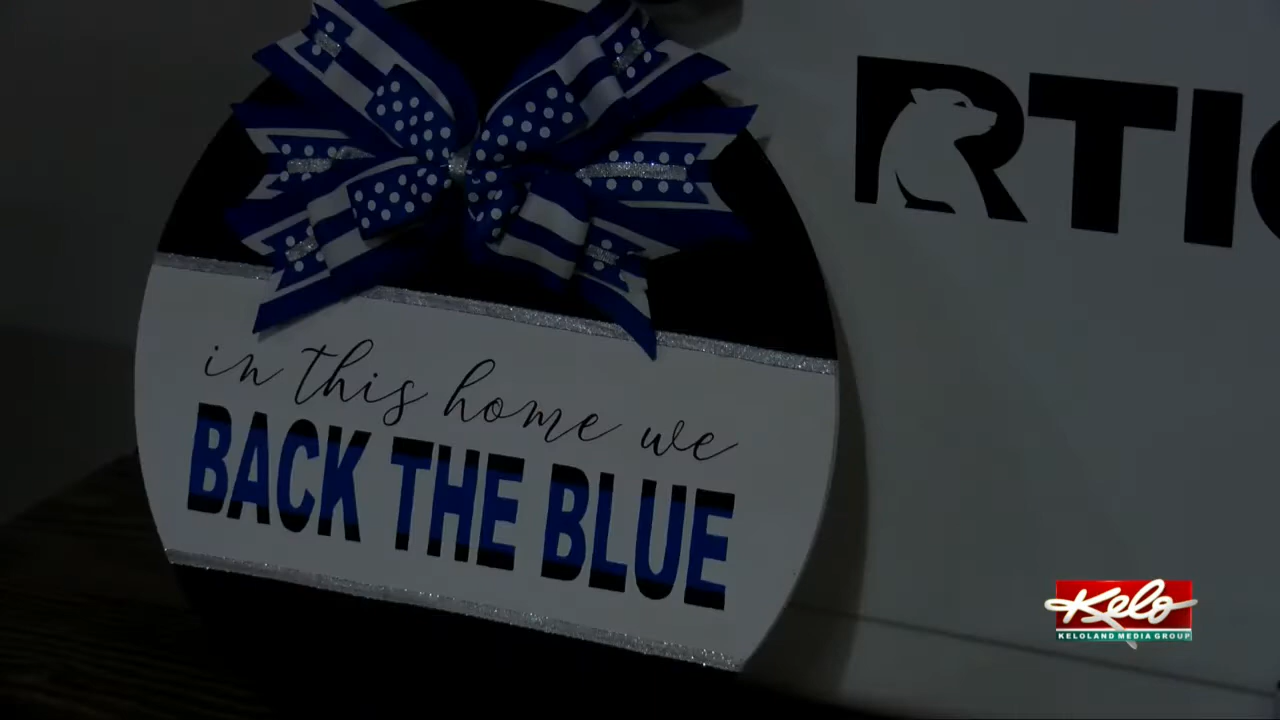 RTIC
in this home we
BACK THE BLUE
Kelo
KELOLAND MEDIA GROUP